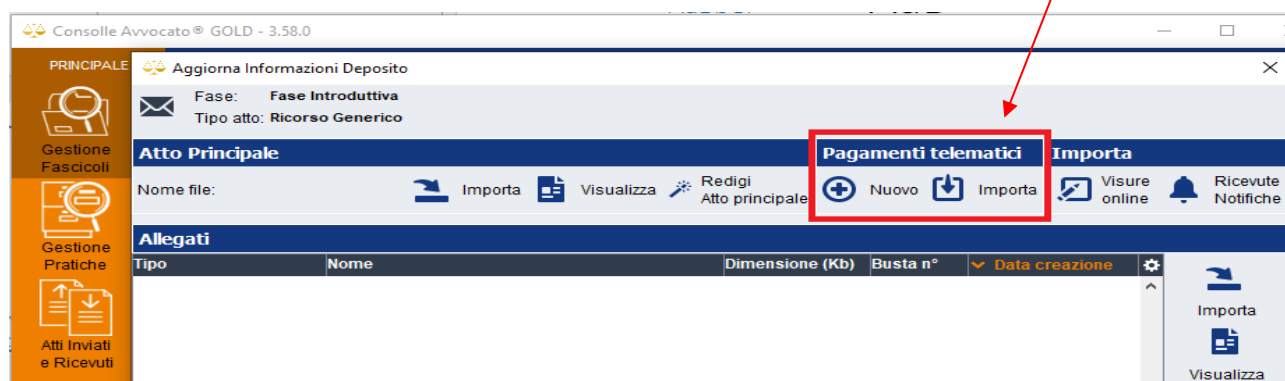 Consolle Avvocato® GOLD - 3.58.0
PRINCIPALE
Aggiorna Informazioni Deposito
Fase: Fase Introduttiva
Tipo atto: Ricorso Generico
Gestione
Fascicoli
Atto Principale
Pagamenti telematici
Importa
Nome file:
Importa
Visualizza
Redigi
Atto principale
Nuovo
Importa
Visure
online
Ricevute
Notifiche
Gestione
Pratiche
Allegati
Tipo
Nome
Dimensione (Kb)
Busta n°
Data creazione
Importa
Visualizza
Atti Inviati
e Ricevuti